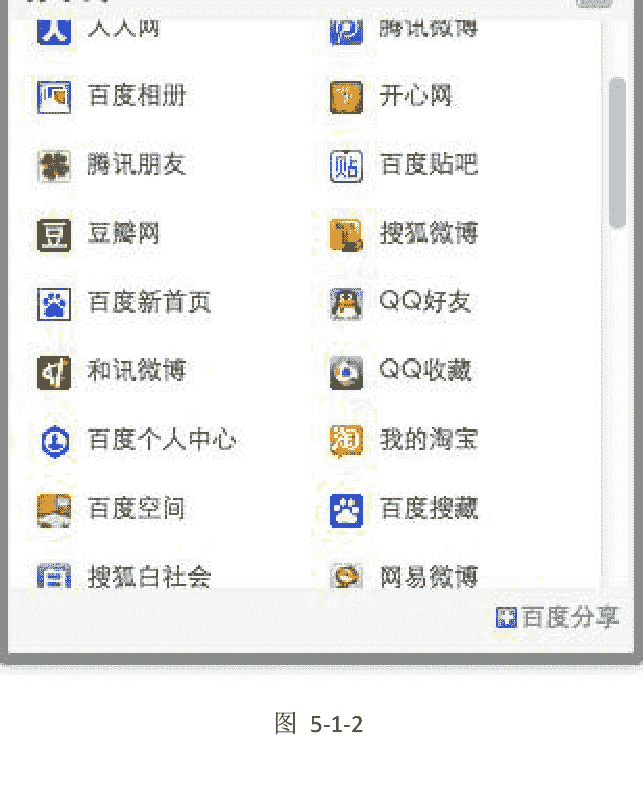 人人网 腾讯微博
百度相册 开心网
腾讯朋友 百度贴吧
豆瓣网 搜狐微博
百度新首页 QQ好友
和讯微博 QQ收藏
百度个人中心 我的淘宝
百度空间 百度搜藏
搜狐白社会 网易微博
百度分享
图 5-1-2